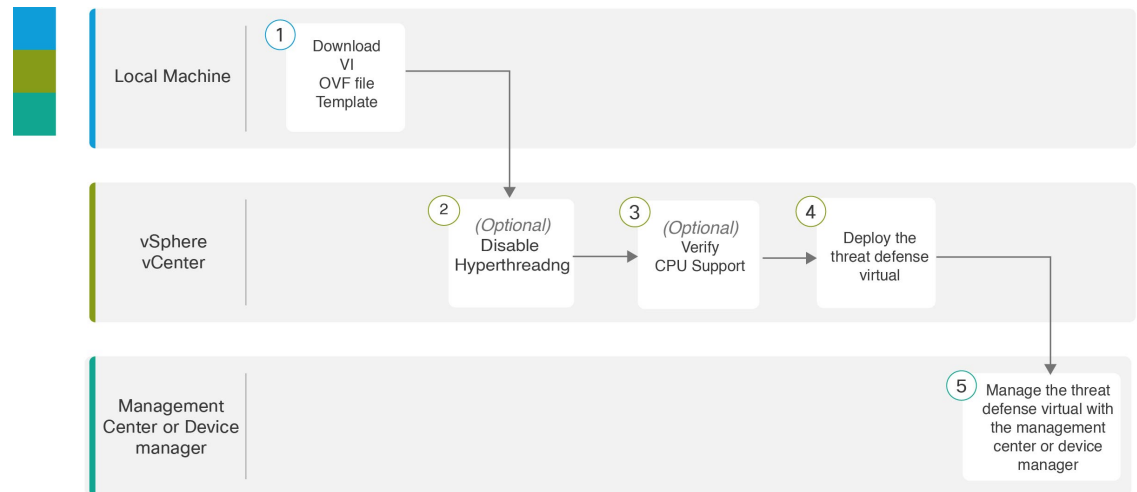 Local Machine
1
Download
VI
OVF file
Template
vSphere
vCenter
2
(Optional)
Disable
Hyperthreadng
3
(Optional)
Verify
CPU Support
4
Deploy the
threat defense
virtual
Management
Center or Device
manager
5
Manage the threat
defense virtual with
the management
center or device
manager